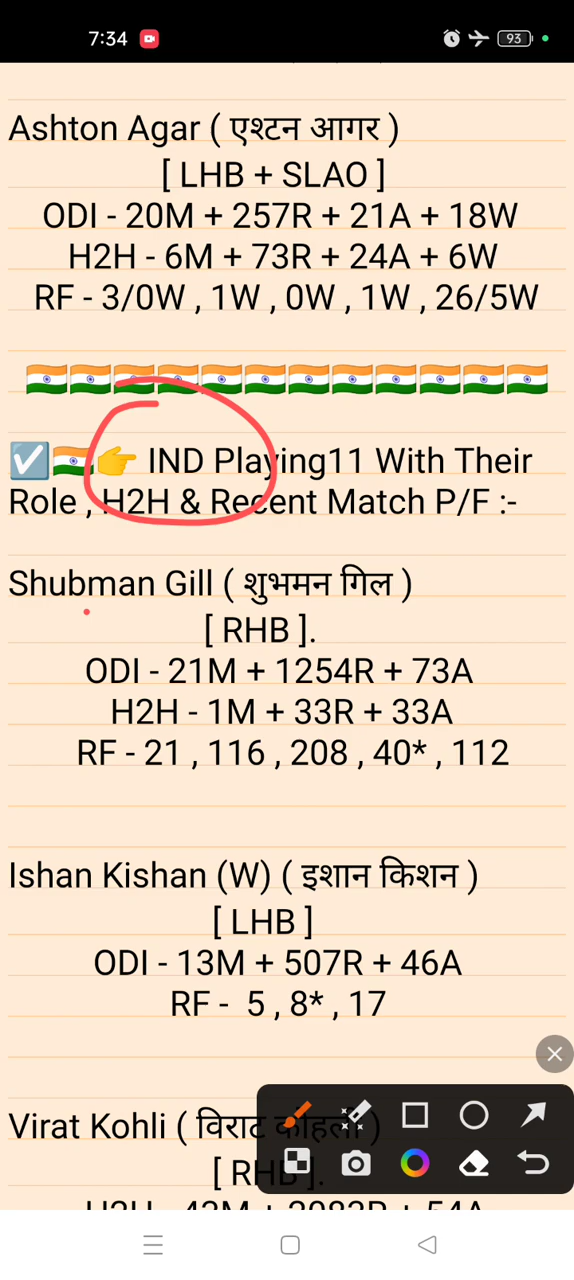 7:34
93
Ashton Agar ( एश्टन आगर )
[ LHB + SLAO ]
ODI - 20M + 257R + 21A + 18W
H2H - 6M + 73R + 24A + 6W
RF - 3/0W , 1W , 0W , 1W , 26/5W
☑️🇮🇳👉 IND Playing11 With Their
Role , H2H & Recent Match P/F :-
Shubman Gill ( शुभमन गिल )
[ RHB ].
ODI - 21M + 1254R + 73A
H2H - 1M + 33R + 33A
RF - 21 , 116 , 208 , 40* , 112
Ishan Kishan (W) ( इशान किशन )
[ LHB ]
ODI - 13M + 507R + 46A
RF - 5 , 8* , 17
Virat Kohli ( विराट कोहली )
[ RHB ].